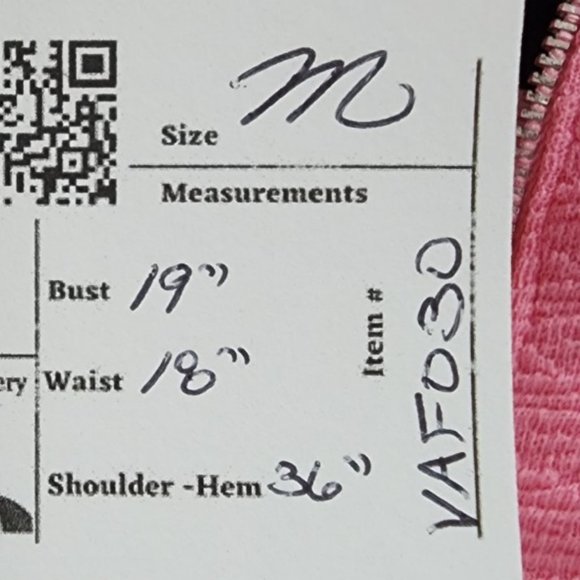 Size M
Measurements
Bust 19"
ery Waist 18"
Shoulder -Hem 36"
Item # VAF030